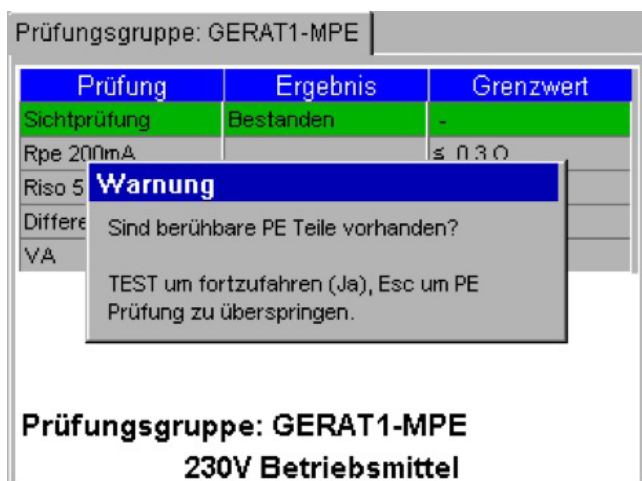 Prüfungsgruppe: GERAT1-MPE
Prüfung Ergebnis Grenzwert
Sichtprüfung Bestanden -
Rpe 200mA ≤ 0.3 Ω
Riso 5
Differe
VA
Warnung
Sind berühbare PE Teile vorhanden?
TEST um fortzufahren (Ja), Esc um PE
Prüfung zu überspringen.
Prüfungsgruppe: GERAT1-MPE
230V Betriebsmittel